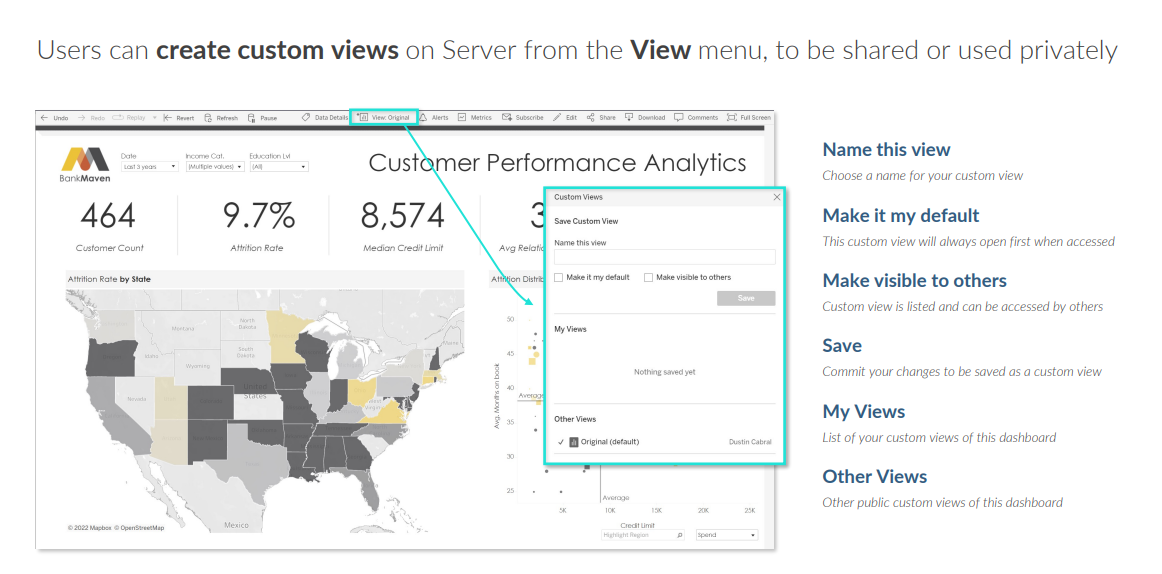 Users can create custom views on Server from the View menu, to be shared or used privately
Undo Redo Replay Revert Refresh Pause Data Details View: Original Alerts Metrics Subscribe Edit Share Download Comments Full Screen
BankMaven
Date
Last 3 years
Income Cat.
(Multiple values)
Education Lvl
(All)
Customer Performance Analytics
464
Customer Count
9.7%
Attrition Rate
8,574
Median Credit Limit
3
Avg Relatio
Attrition Rate by State
Montana
North
Dakota
South
Dakota
Idaho
Wyoming
Nevada
United
States
West
Virginia
Maine
Mexico
© 2022 Mapbox © OpenStreetMap
Attrition Distrib
Avg. Months on book
50
45
40
35
30
25
Average
Average
5K
10K
15K
20K
25K
Credit Limit
Highlight Region
Spend
Custom Views
Save Custom View
Name this view
Make it my default
Make visible to others
Save
My Views
Nothing saved yet
Other Views
Original (default)
Dustin Cabral
Name this view
Choose a name for your custom view
Make it my default
This custom view will always open first when accessed
Make visible to others
Custom view is listed and can be accessed by others
Save
Commit your changes to be saved as a custom view
My Views
List of your custom views of this dashboard
Other Views
Other public custom views of this dashboard